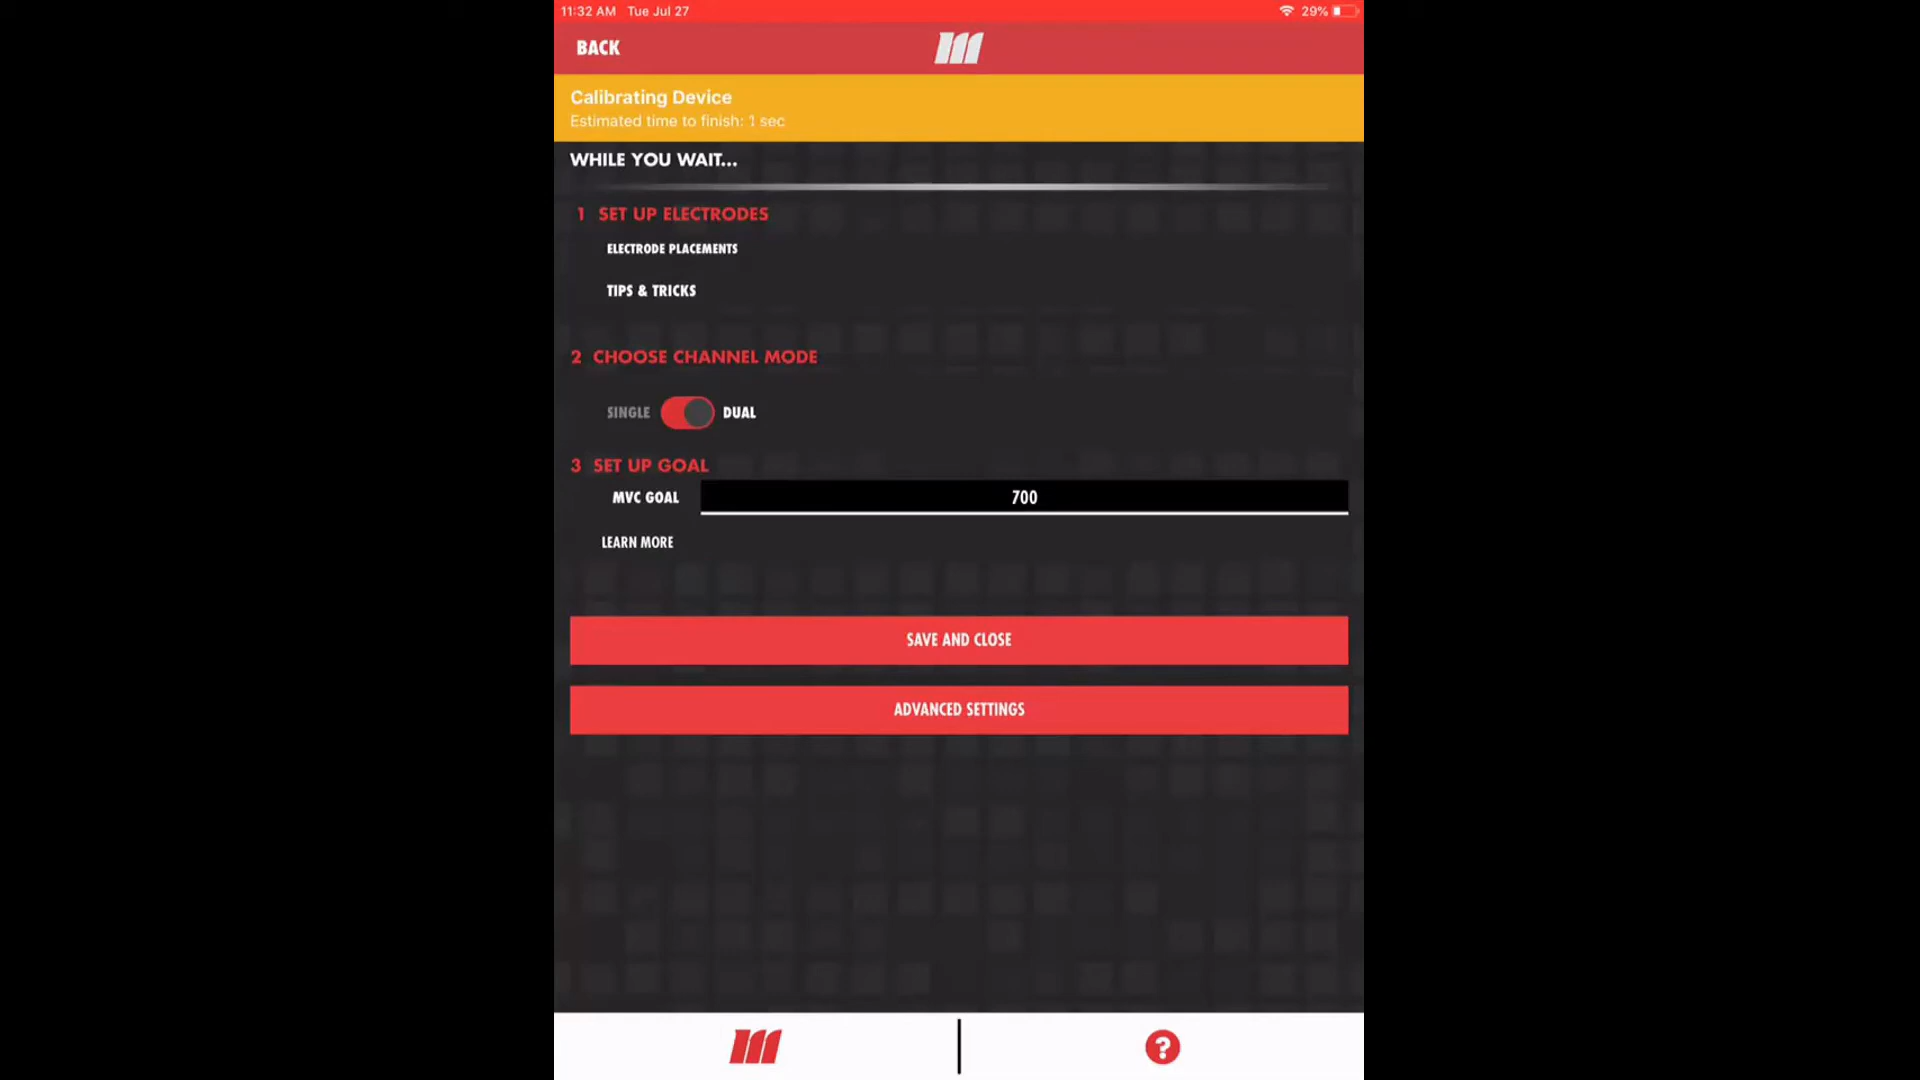 11:32 AM Tue Jul 27 29%
BACK
Calibrating Device
Estimated time to finish: 1 sec
WHILE YOU WAIT...
1 SET UP ELECTRODES
ELECTRODE PLACEMENTS
TIPS & TRICKS
2 CHOOSE CHANNEL MODE
SINGLE DUAL
3 SET UP GOAL
MVC GOAL 700
LEARN MORE
SAVE AND CLOSE
ADVANCED SETTINGS
?